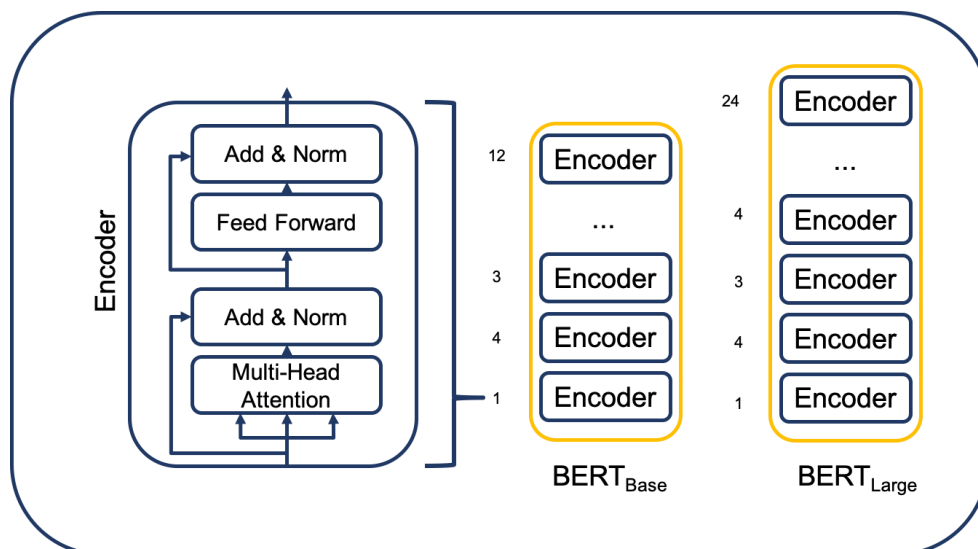 Encoder
Add & Norm
Feed Forward
Add & Norm
Multi-Head
Attention
12
Encoder
...
3
Encoder
4
Encoder
1
Encoder
BERTBase
24
Encoder
...
4
Encoder
3
Encoder
4
Encoder
1
Encoder
BERTLarge